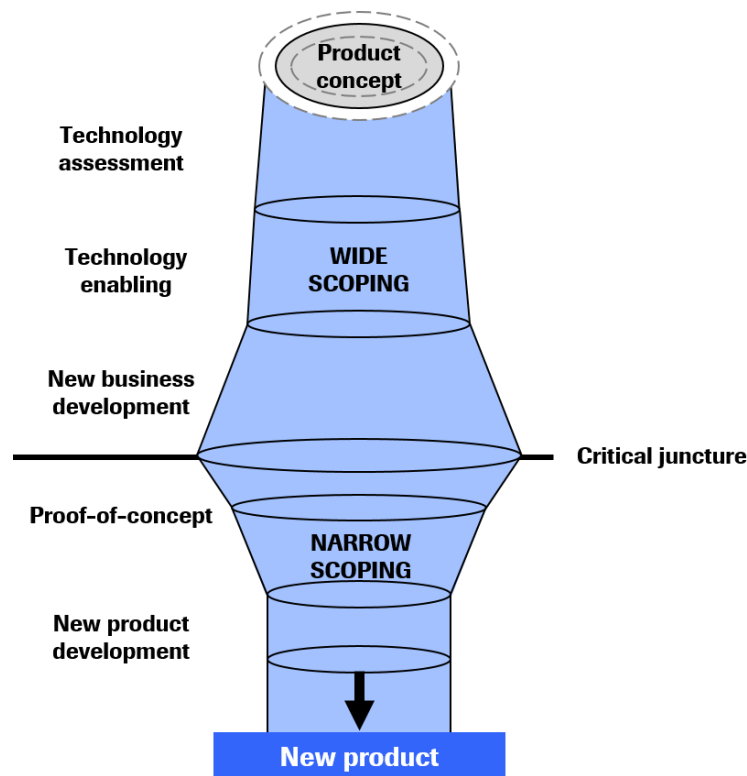 Product
concept
Technology
assessment
Technology
enabling
WIDE
SCOPING
New business
development
Critical juncture
Proof-of-concept
NARROW
SCOPING
New product
development
New product